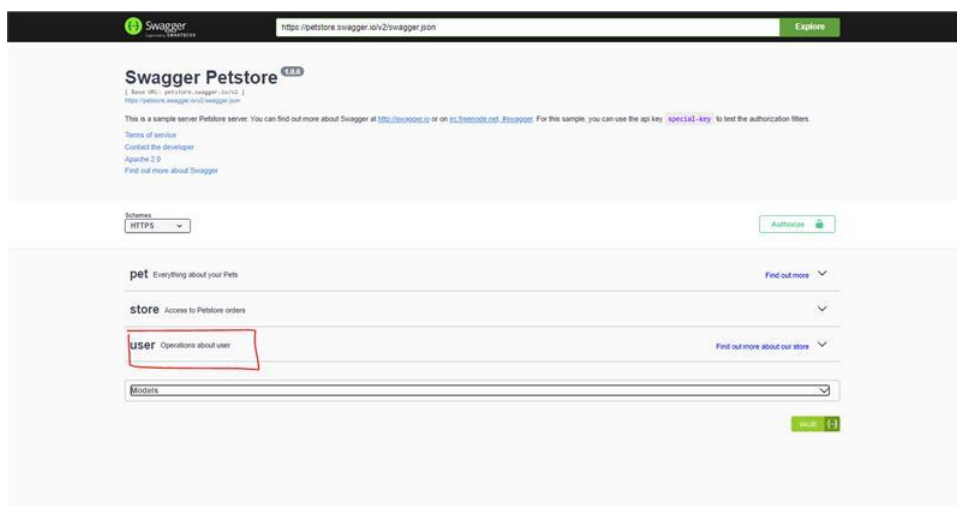 Swagger
https://petstore.swagger.io/v2/swagger.json
Explore
Swagger Petstore
[ Base URL: petstore.swagger.io/v2 ]
https://petstore.swagger.io/v2/swagger.json
This is a sample server Petstore server. You can find out more about Swagger at http://swagger.io or on irc.freenode.net, #swagger. For this sample, you can use the api key special-key to test the authorization filters.
Terms of service
Contact the developer
Apache 2.0
Find out more about Swagger
Schemes
HTTPS
Authorize
pet Everything about your Pets
Find out more
store Access to Petstore orders
user Operations about user
Find out more about our store
Models
VALID {-}